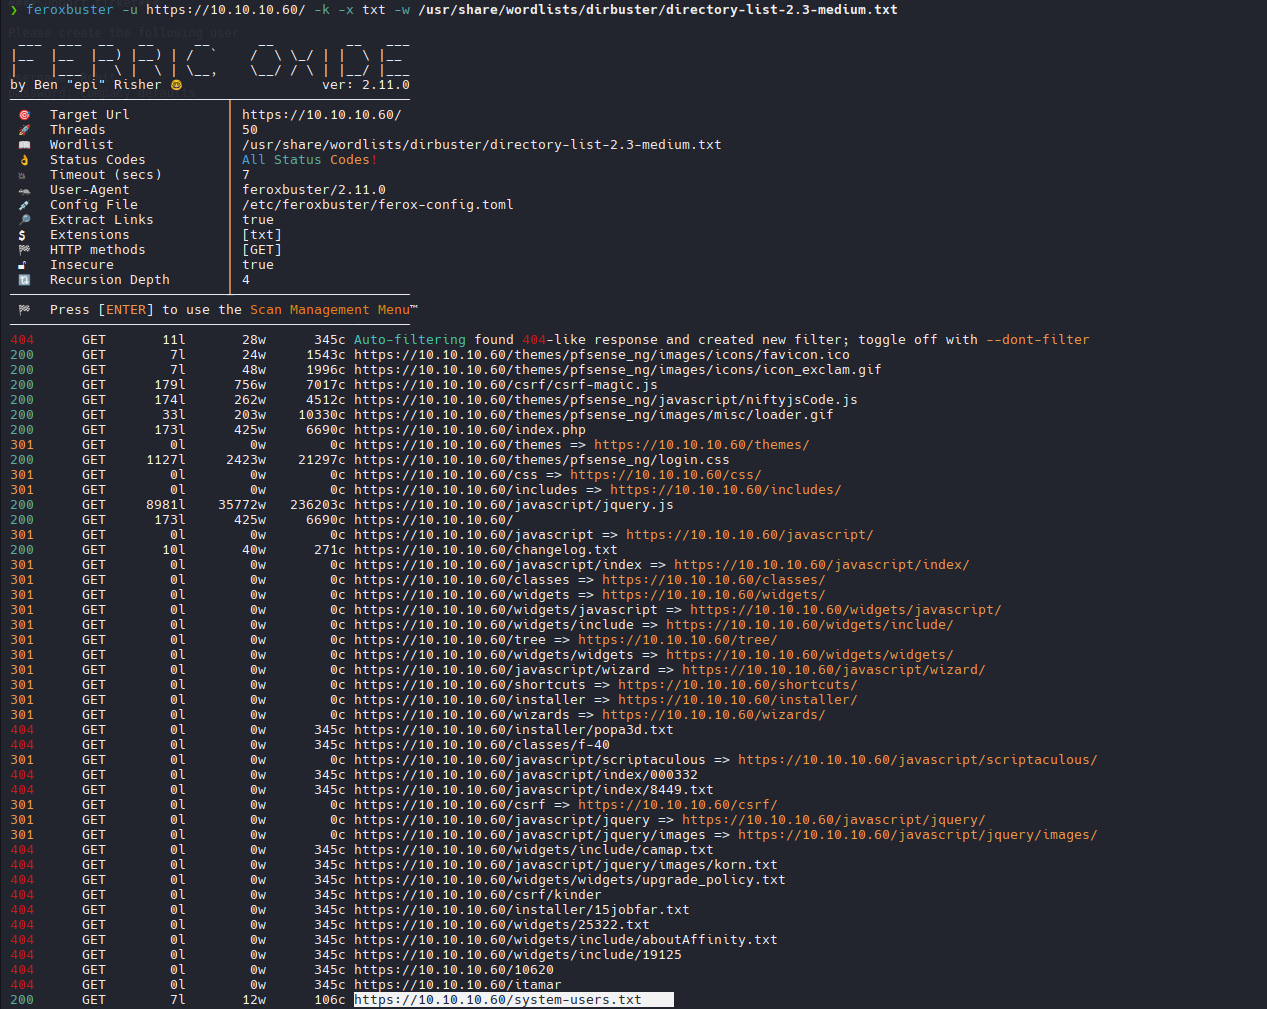 ❯ feroxbuster -u https://10.10.10.60/ -k -x txt -w /usr/share/wordlists/dirbuster/directory-list-2.3-medium.txt
Please create the following user
FERRIC OXIDE
by Ben "epi" Risher 🤓 ver: 2.11.0
🎯 Target Url │ https://10.10.10.60/
🚀 Threads │ 50
📖 Wordlist │ /usr/share/wordlists/dirbuster/directory-list-2.3-medium.txt
👌 Status Codes │ All Status Codes!
💥 Timeout (secs) │ 7
🦡 User-Agent │ feroxbuster/2.11.0
💉 Config File │ /etc/feroxbuster/ferox-config.toml
🔎 Extract Links │ true
💲 Extensions │ [txt]
🏁 HTTP methods │ [GET]
🔓 Insecure │ true
🔃 Recursion Depth │ 4
🏁 Press [ENTER] to use the Scan Management Menu™
404 GET 11l 28w 345c Auto-filtering found 404-like response and created new filter; toggle off with --dont-filter
200 GET 7l 24w 1543c https://10.10.10.60/themes/pfsense_ng/images/icons/favicon.ico
200 GET 7l 48w 1996c https://10.10.10.60/themes/pfsense_ng/images/icons/icon_exclam.gif
200 GET 179l 756w 7017c https://10.10.10.60/csrf/csrf-magic.js
200 GET 174l 262w 4512c https://10.10.10.60/themes/pfsense_ng/javascript/niftyjsCode.js
200 GET 33l 203w 10330c https://10.10.10.60/themes/pfsense_ng/images/misc/loader.gif
200 GET 173l 425w 6690c https://10.10.10.60/index.php
301 GET 0l 0w 0c https://10.10.10.60/themes => https://10.10.10.60/themes/
200 GET 1127l 2423w 21297c https://10.10.10.60/themes/pfsense_ng/login.css
301 GET 0l 0w 0c https://10.10.10.60/css => https://10.10.10.60/css/
301 GET 0l 0w 0c https://10.10.10.60/includes => https://10.10.10.60/includes/
200 GET 8981l 35772w 236203c https://10.10.10.60/javascript/jquery.js
200 GET 173l 425w 6690c https://10.10.10.60/
301 GET 0l 0w 0c https://10.10.10.60/javascript => https://10.10.10.60/javascript/
200 GET 10l 40w 271c https://10.10.10.60/changelog.txt
301 GET 0l 0w 0c https://10.10.10.60/javascript/index => https://10.10.10.60/javascript/index/
301 GET 0l 0w 0c https://10.10.10.60/classes => https://10.10.10.60/classes/
301 GET 0l 0w 0c https://10.10.10.60/widgets => https://10.10.10.60/widgets/
301 GET 0l 0w 0c https://10.10.10.60/widgets/javascript => https://10.10.10.60/widgets/javascript/
301 GET 0l 0w 0c https://10.10.10.60/widgets/include => https://10.10.10.60/widgets/include/
301 GET 0l 0w 0c https://10.10.10.60/tree => https://10.10.10.60/tree/
301 GET 0l 0w 0c https://10.10.10.60/widgets/widgets => https://10.10.10.60/widgets/widgets/
301 GET 0l 0w 0c https://10.10.10.60/javascript/wizard => https://10.10.10.60/javascript/wizard/
301 GET 0l 0w 0c https://10.10.10.60/shortcuts => https://10.10.10.60/shortcuts/
301 GET 0l 0w 0c https://10.10.10.60/installer => https://10.10.10.60/installer/
301 GET 0l 0w 0c https://10.10.10.60/wizards => https://10.10.10.60/wizards/
404 GET 0l 0w 345c https://10.10.10.60/installer/popa3d.txt
404 GET 0l 0w 345c https://10.10.10.60/classes/f-40
301 GET 0l 0w 0c https://10.10.10.60/javascript/scriptaculous => https://10.10.10.60/javascript/scriptaculous/
404 GET 0l 0w 345c https://10.10.10.60/javascript/index/000332
404 GET 0l 0w 345c https://10.10.10.60/javascript/index/8449.txt
301 GET 0l 0w 0c https://10.10.10.60/csrf => https://10.10.10.60/csrf/
301 GET 0l 0w 0c https://10.10.10.60/javascript/jquery => https://10.10.10.60/javascript/jquery/
301 GET 0l 0w 0c https://10.10.10.60/javascript/jquery/images => https://10.10.10.60/javascript/jquery/images/
404 GET 0l 0w 345c https://10.10.10.60/widgets/include/camap.txt
404 GET 0l 0w 345c https://10.10.10.60/javascript/jquery/images/korn.txt
404 GET 0l 0w 345c https://10.10.10.60/widgets/widgets/upgrade_policy.txt
404 GET 0l 0w 345c https://10.10.10.60/csrf/kinder
404 GET 0l 0w 345c https://10.10.10.60/installer/15jobfar.txt
404 GET 0l 0w 345c https://10.10.10.60/widgets/25322.txt
404 GET 0l 0w 345c https://10.10.10.60/widgets/include/aboutAffinity.txt
404 GET 0l 0w 345c https://10.10.10.60/widgets/include/19125
404 GET 0l 0w 345c https://10.10.10.60/10620
404 GET 0l 0w 345c https://10.10.10.60/itamar
200 GET 7l 12w 106c https://10.10.10.60/system-users.txt